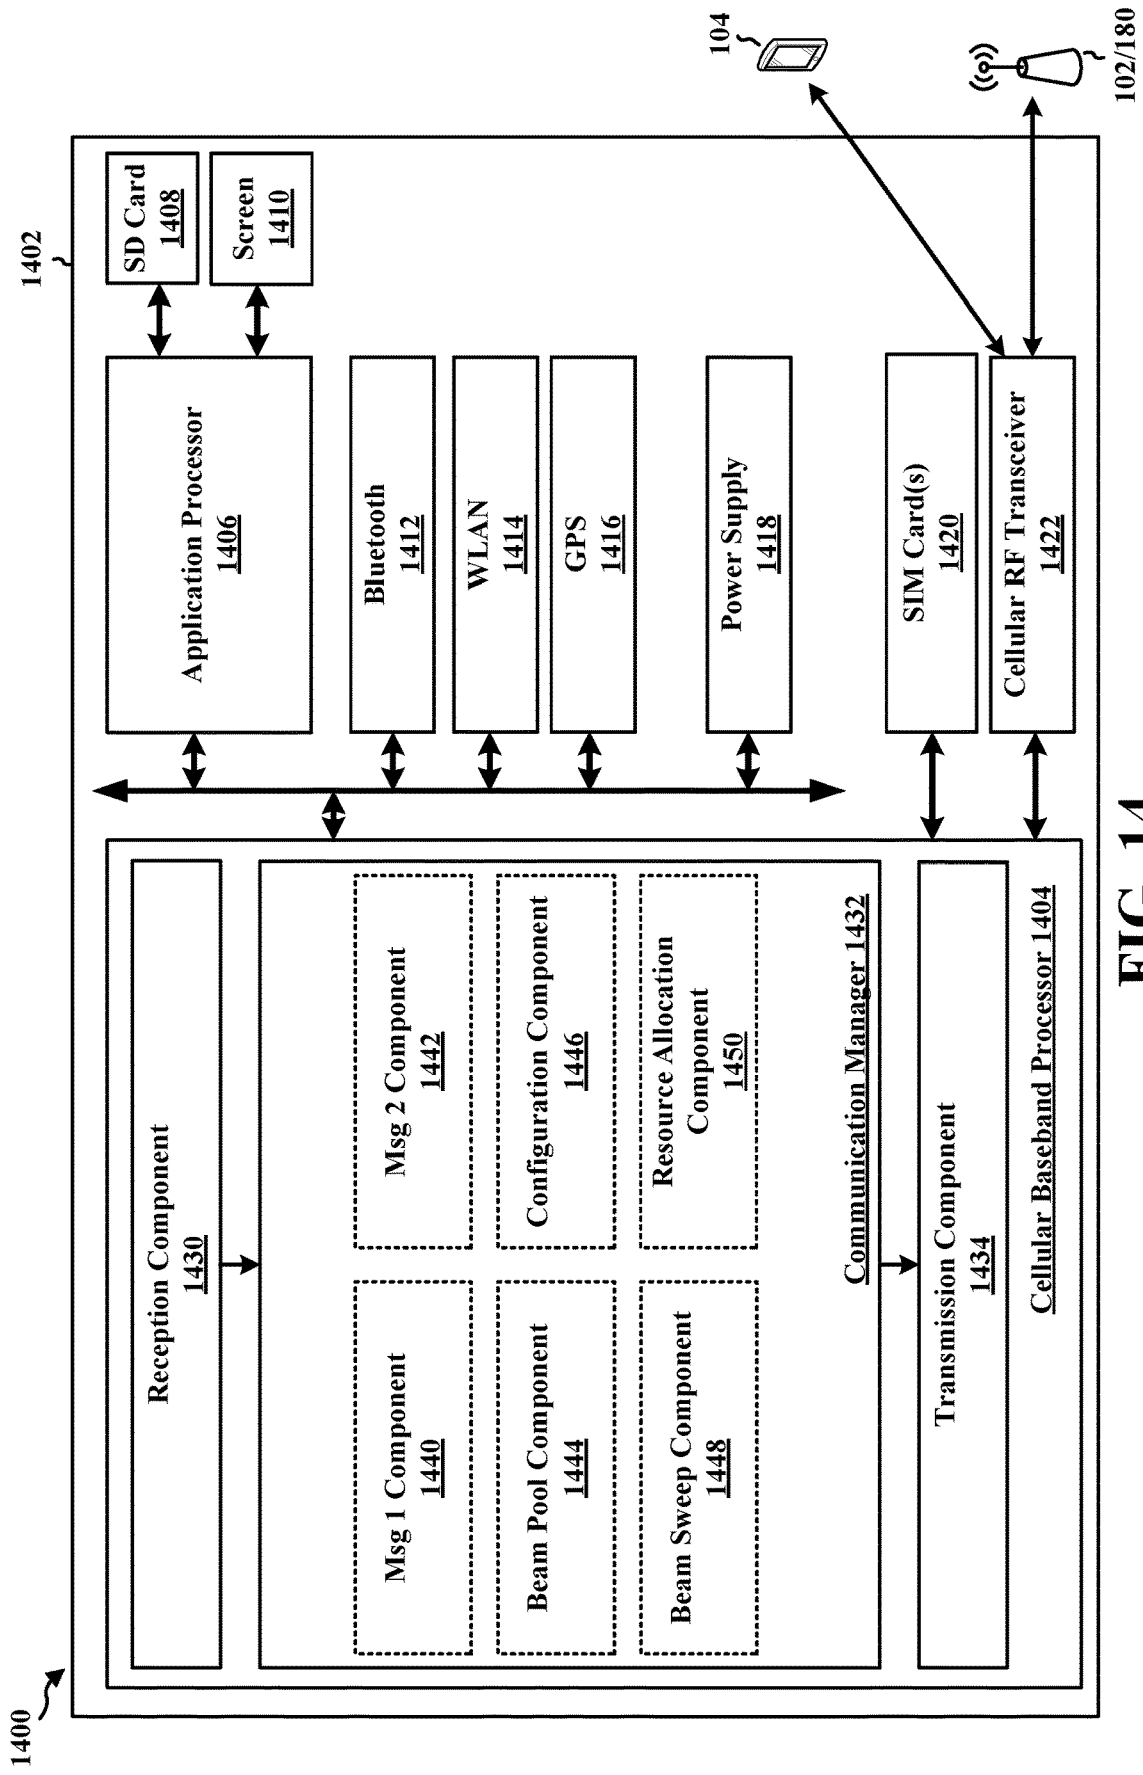 1400
1402
Reception Component
1430
Msg 1 Component
1440
Msg 2 Component
1442
Beam Pool Component
1444
Configuration Component
1446
Beam Sweep Component
1448
Resource Allocation
Component
1450
Communication Manager 1432
Transmission Component
1434
Cellular Baseband Processor 1404
Application Processor
1406
SD Card
1408
Screen
1410
Bluetooth
1412
WLAN
1414
GPS
1416
Power Supply
1418
SIM Card(s)
1420
Cellular RF Transceiver
1422
104
102/180
FIG. 14